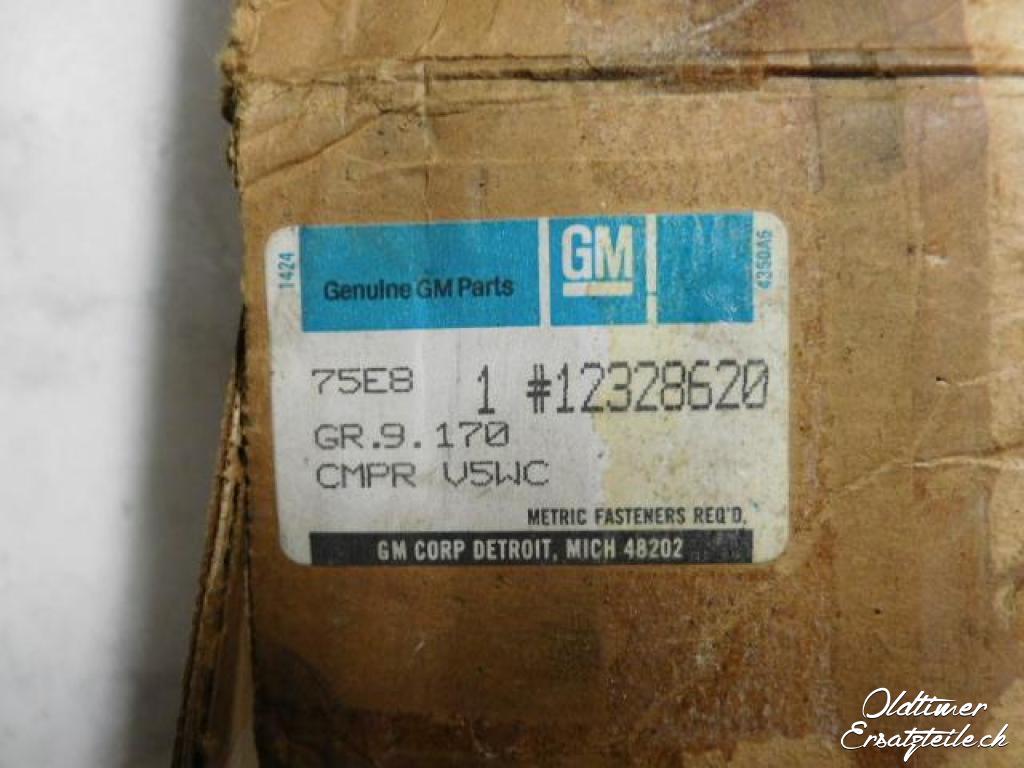 1424
Genuine GM Parts
GM
4350A6
75E8 1 #12328620
GR.9.170
CMPR V5WC
METRIC FASTENERS REQ'D.
GM CORP DETROIT, MICH 48202
Oldtimer
Ersatzteile.ch